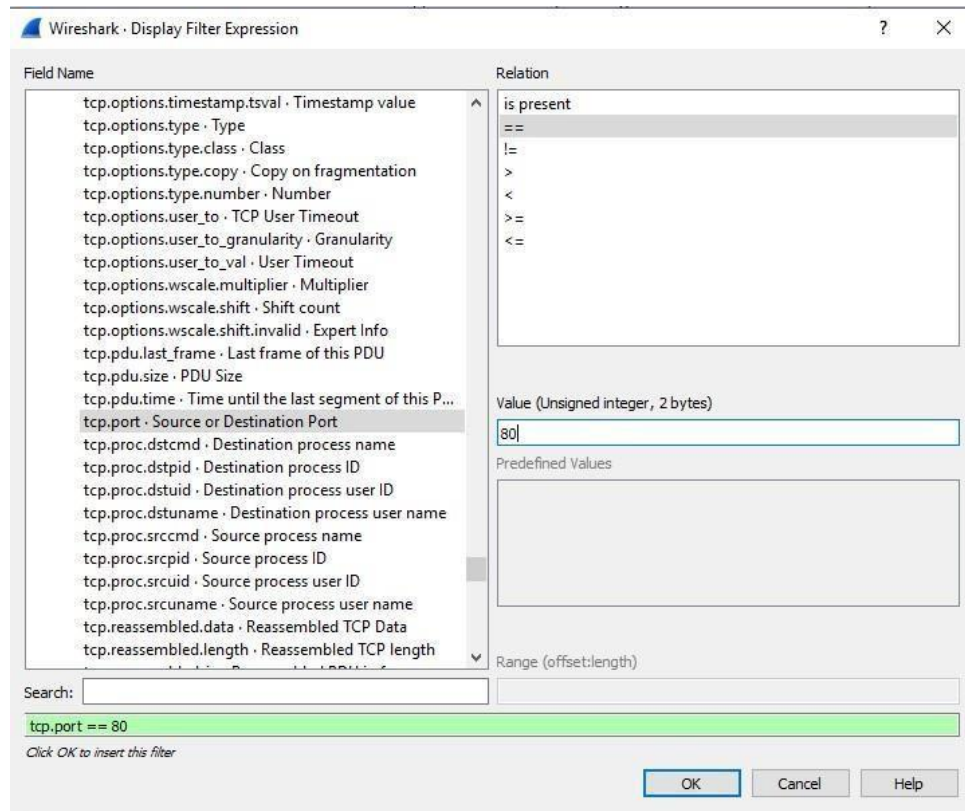 Wireshark · Display Filter Expression
?
Field Name
tcp.options.timestamp.tsval · Timestamp value
tcp.options.type · Type
tcp.options.type.class · Class
tcp.options.type.copy · Copy on fragmentation
tcp.options.type.number · Number
tcp.options.user_to · TCP User Timeout
tcp.options.user_to_granularity · Granularity
tcp.options.user_to_val · User Timeout
tcp.options.wscale.multiplier · Multiplier
tcp.options.wscale.shift · Shift count
tcp.options.wscale.shift.invalid · Expert Info
tcp.pdu.last_frame · Last frame of this PDU
tcp.pdu.size · PDU Size
tcp.pdu.time · Time until the last segment of this P...
tcp.port · Source or Destination Port
tcp.proc.dstcmd · Destination process name
tcp.proc.dstpid · Destination process ID
tcp.proc.dstuid · Destination process user ID
tcp.proc.dstuname · Destination process user name
tcp.proc.srccmd · Source process name
tcp.proc.srcpid · Source process ID
tcp.proc.srcuid · Source process user ID
tcp.proc.srcuname · Source process user name
tcp.reassembled.data · Reassembled TCP Data
tcp.reassembled.length · Reassembled TCP length
Search:
Relation
is present
==
!=
>
<
>=
<=
Value (Unsigned integer, 2 bytes)
80
Predefined Values
Range (offset:length)
tcp.port == 80
Click OK to insert this filter
OK
Cancel
Help